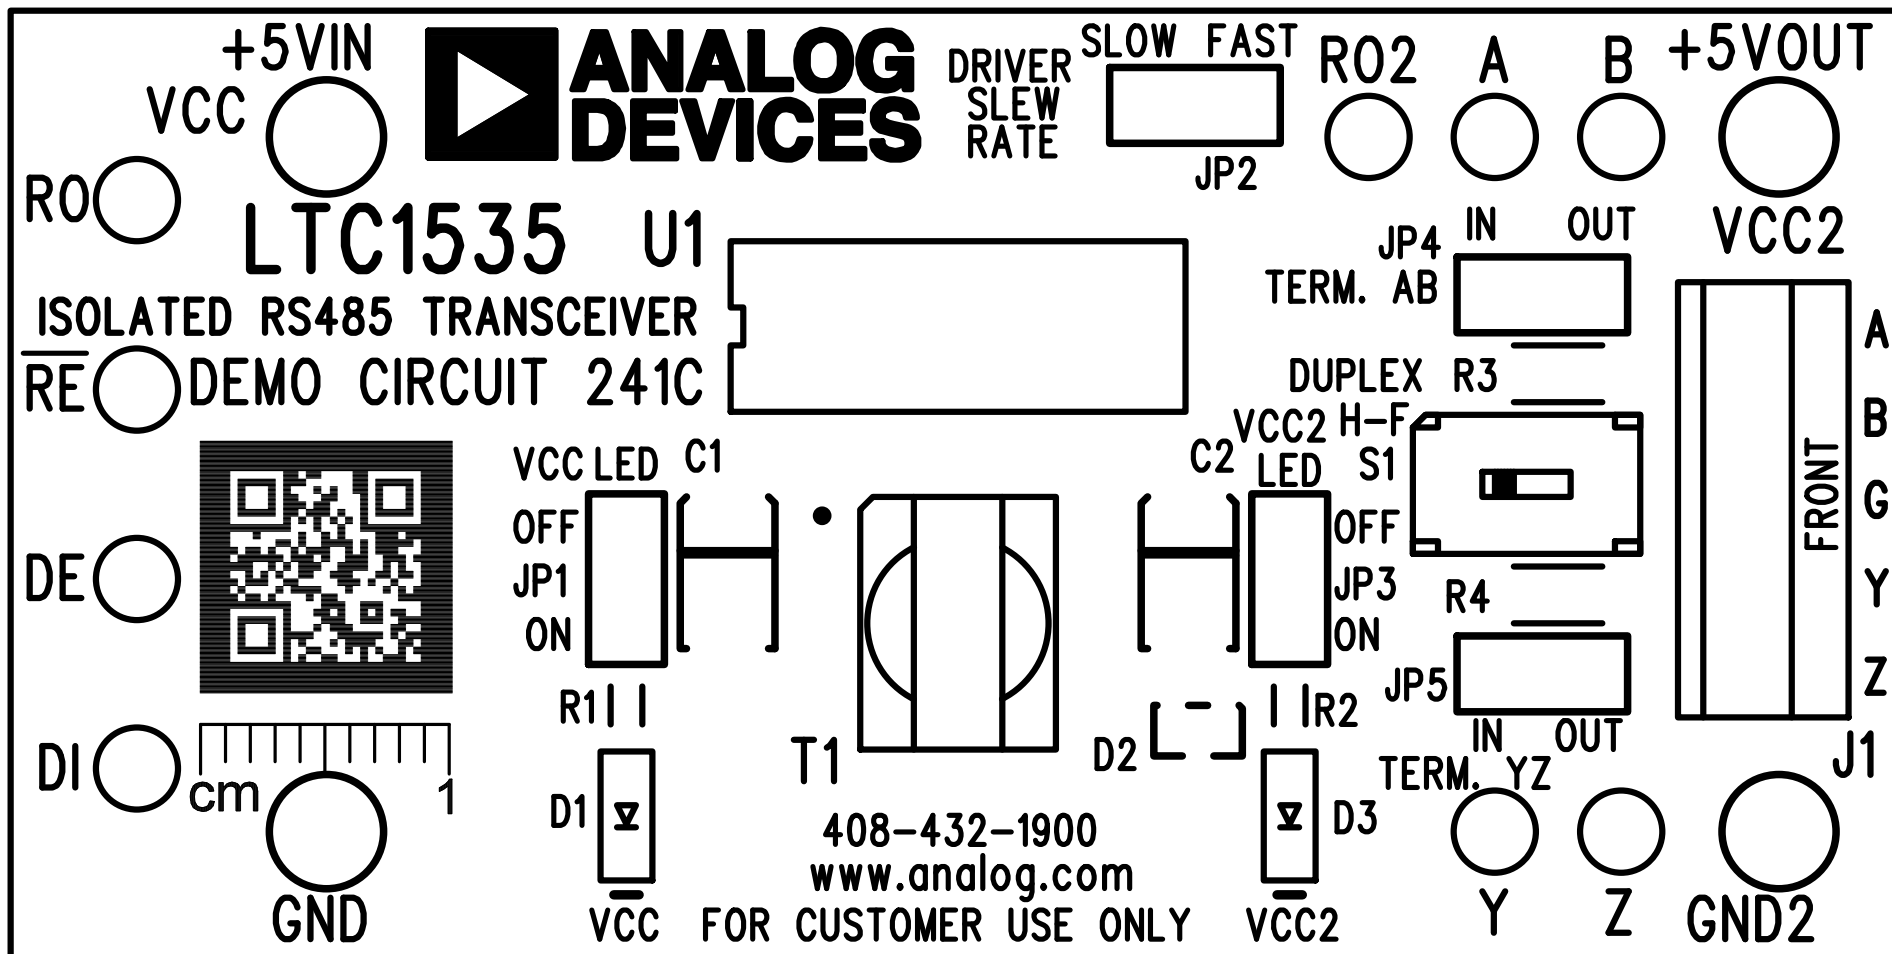 +5VIN
VCC
ANALOG
DEVICES
DRIVER
SLEW
RATE
SLOW FAST
JP2
RO2
A
B
+5VOUT
VCC2
RO
LTC1535
U1
ISOLATED RS485 TRANSCEIVER
RE
DEMO CIRCUIT 241C
JP4
IN OUT
TERM. AB
DUPLEX R3
H-F
S1
VCC LED
C1
OFF
JP1
ON
C2
VCC2
LED
OFF
JP3
ON
R4
JP5
IN OUT
TERM. YZ
FRONT
A
B
G
Y
Z
J1
DE
DI
cm 1
GND
R1
D1
VCC
T1
D2
R2
D3
VCC2
408-432-1900
www.analog.com
FOR CUSTOMER USE ONLY
Y
Z
GND2